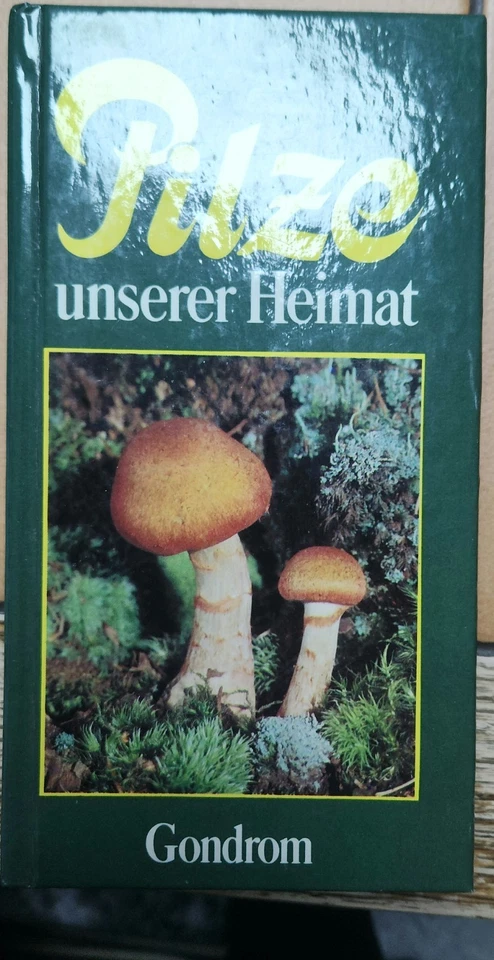 Pilze
unserer Heimat
Gondrom